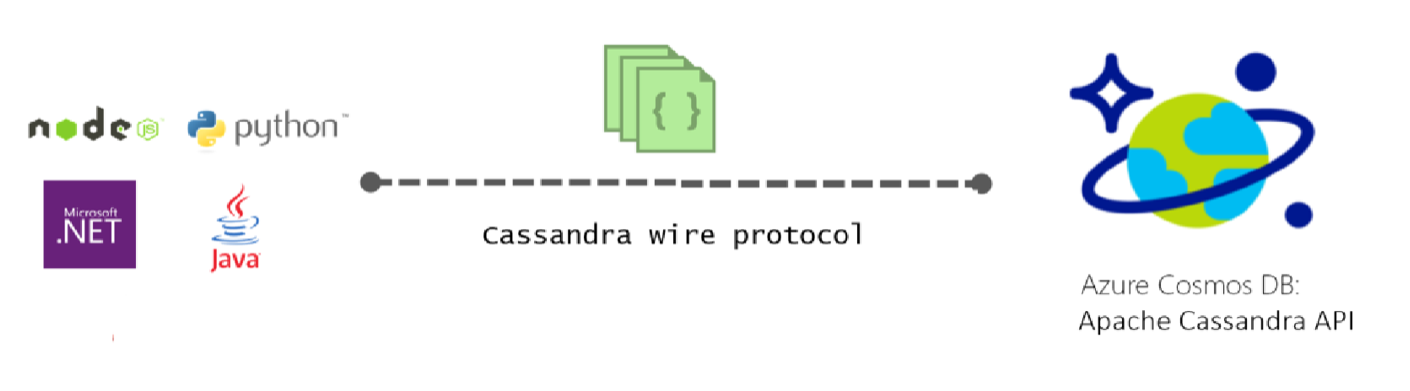 node
JS
python™
Microsoft
.NET
Java
{ }
Cassandra wire protocol
Azure Cosmos DB:
Apache Cassandra API